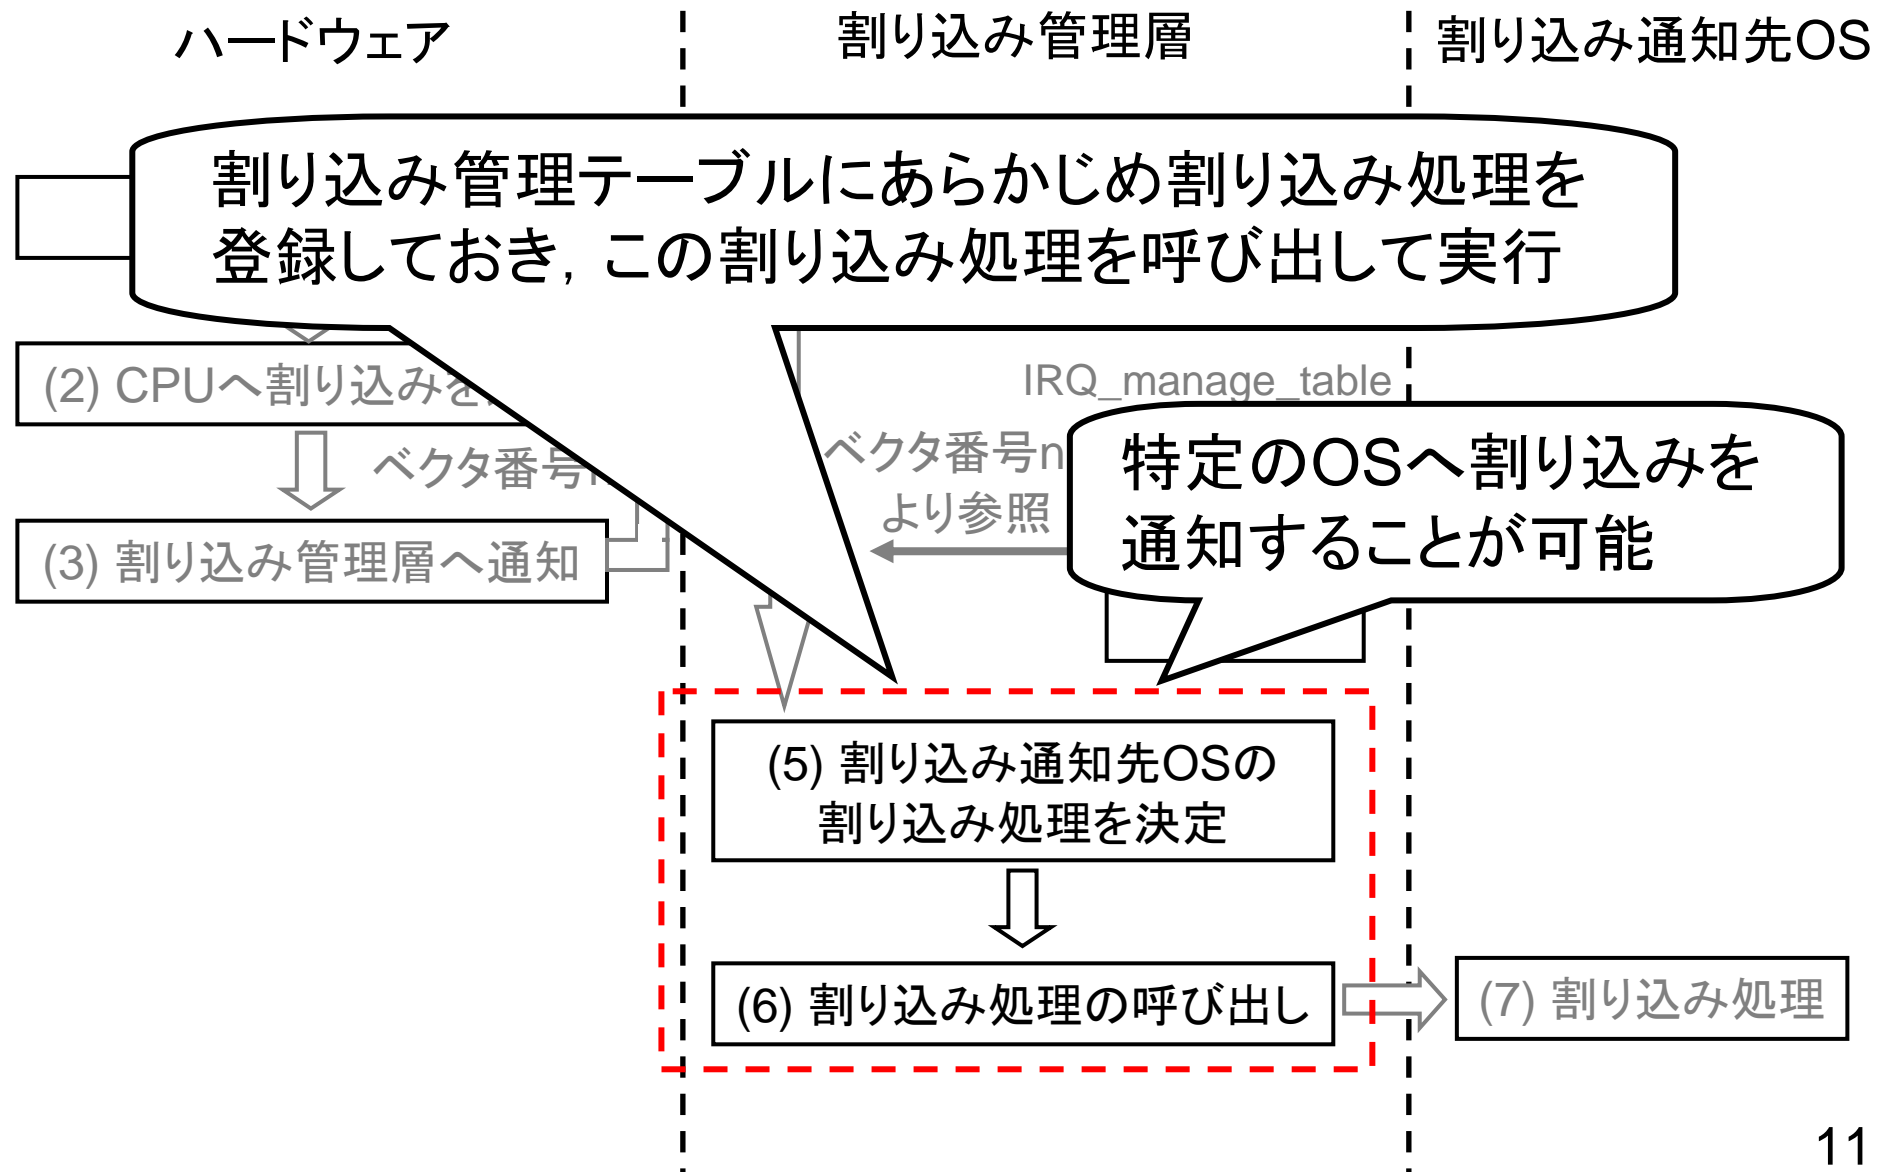 ハードウェア
割り込み管理層
割り込み通知先OS
割り込み管理テーブルにあらかじめ割り込み処理を
登録しておき，この割り込み処理を呼び出して実行
(2) CPUへ割り込みを
IRQ_manage_table
ベクタ番号
ベクタ番号n
より参照
特定のOSへ割り込みを
通知することが可能
(3) 割り込み管理層へ通知
(5) 割り込み通知先OSの
割り込み処理を決定
(6) 割り込み処理の呼び出し
(7) 割り込み処理
11